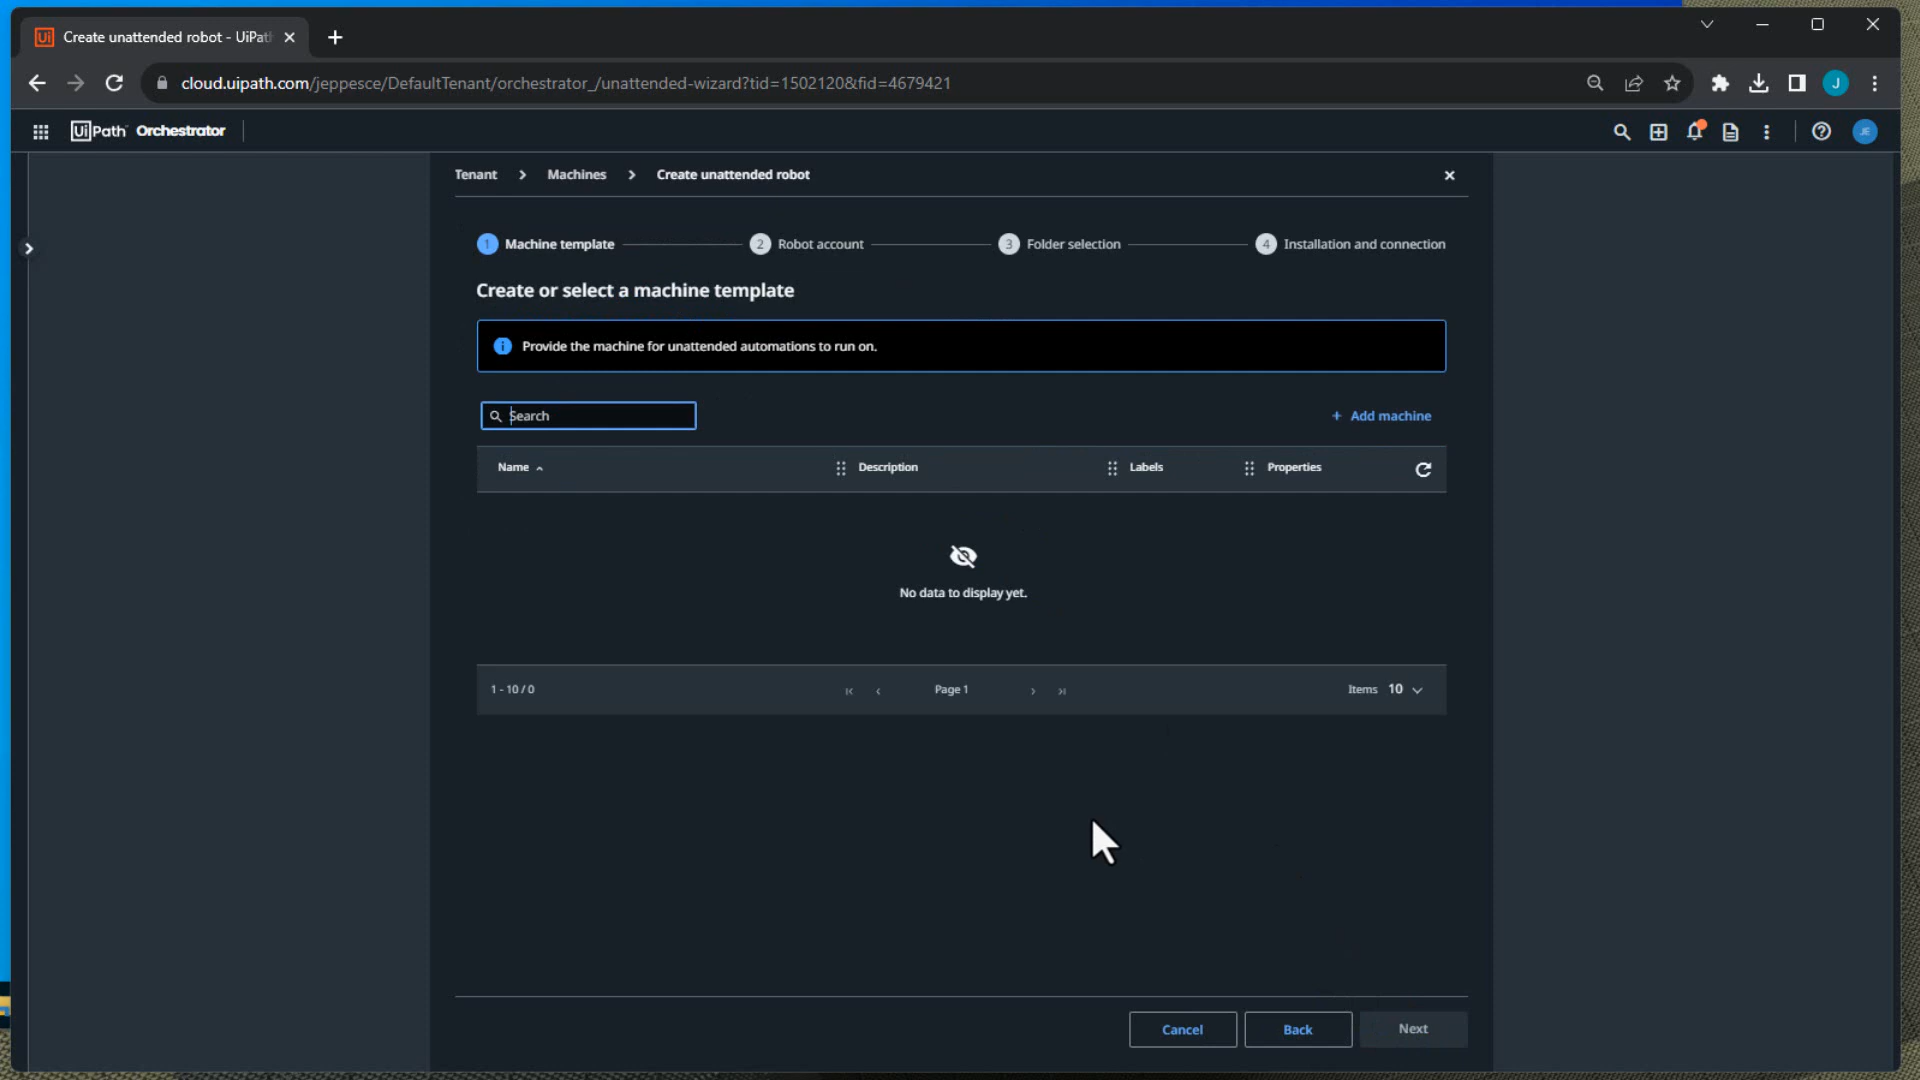 Ui Create unattended robot - UiPat
cloud.uipath.com/jeppesce/DefaultTenant/orchestrator_/unattended-wizard?tid=1502120&fid=4679421
J
UiPath Orchestrator
JE
Tenant > Machines > Create unattended robot
1 Machine template 2 Robot account 3 Folder selection 4 Installation and connection
Create or select a machine template
Provide the machine for unattended automations to run on.
Search
+ Add machine
Name Description Labels Properties
No data to display yet.
1 - 10 / 0 Page 1 Items 10
Cancel Back Next